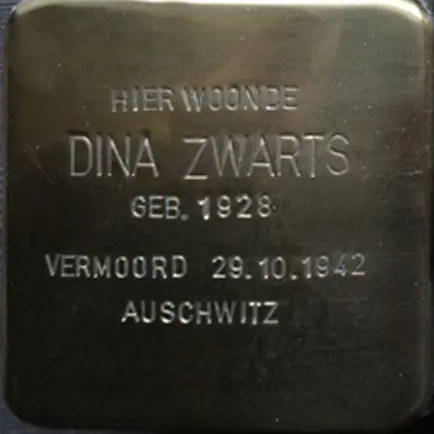 HIER WOONDE
DINA ZWARTS
GEB. 1928
VERMOORD 29.10.1942
AUSCHWITZ